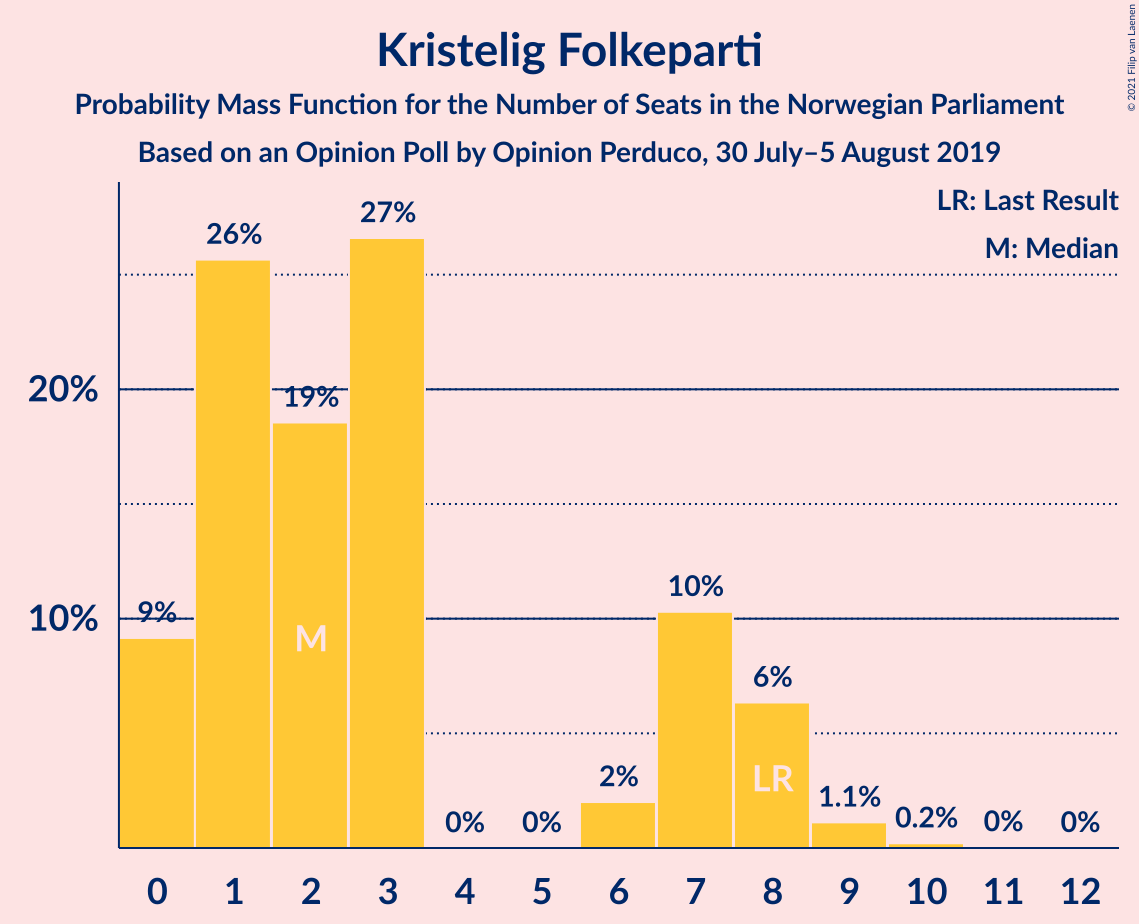 Kristelig Folkeparti
Probability Mass Function for the Number of Seats in the Norwegian Parliament
Based on an Opinion Poll by Opinion Perduco, 30 July–5 August 2019
© 2021 Filip van Laenen
LR: Last Result
M: Median
27%
26%
20%
19%
10%
10%
9%
M
6%
LR
2%
1.1%
0.2%
0%
0%
0%
0%
0 1 2 3 4 5 6 7 8 9 10 11 12